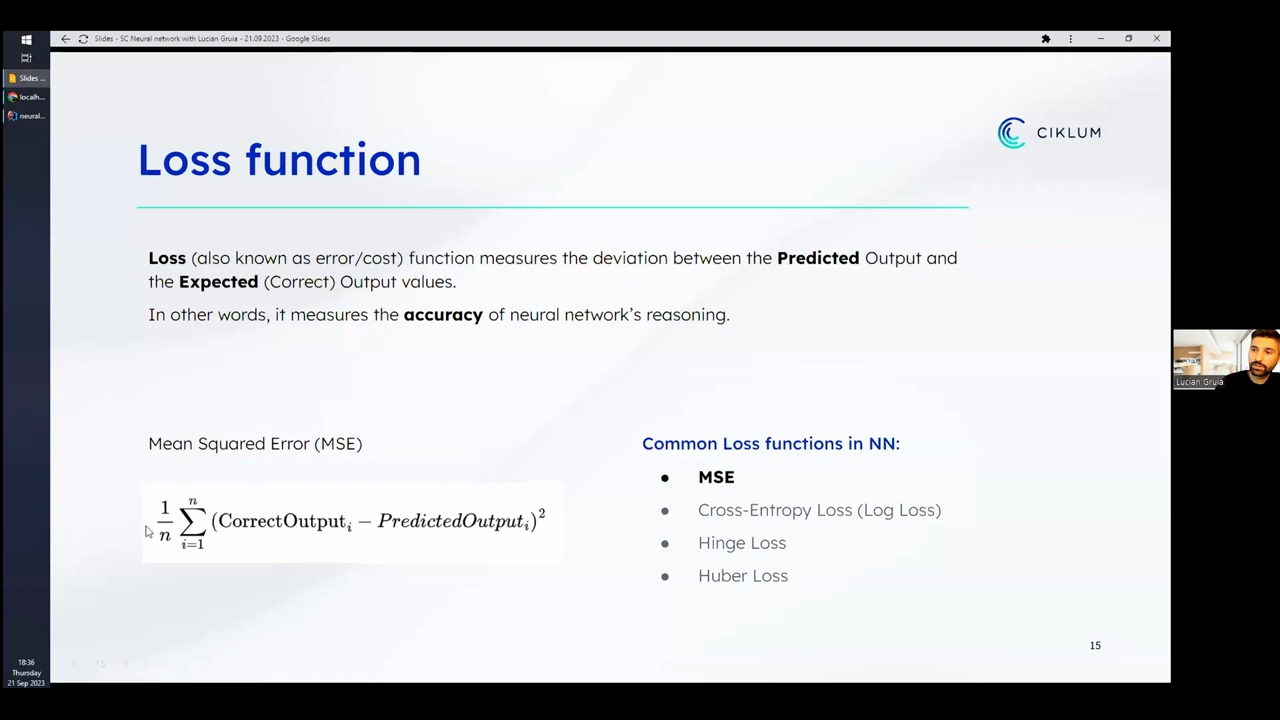 Slides - SC Neural network with Lucian Gruia - 21.09.2023 - Google Slides
Slides ...
localh...
neural...
CIKLUM
Loss function
Loss (also known as error/cost) function measures the deviation between the Predicted Output and
the Expected (Correct) Output values.
In other words, it measures the accuracy of neural network's reasoning.
Mean Squared Error (MSE)
1/n ∑_{i=1}^{n} (CorrectOutput_i − PredictedOutput_i)^2
Common Loss functions in NN:
● MSE
● Cross-Entropy Loss (Log Loss)
● Hinge Loss
● Huber Loss
15
Lucian Gruia
18:36
Thursday
21 Sep 2023